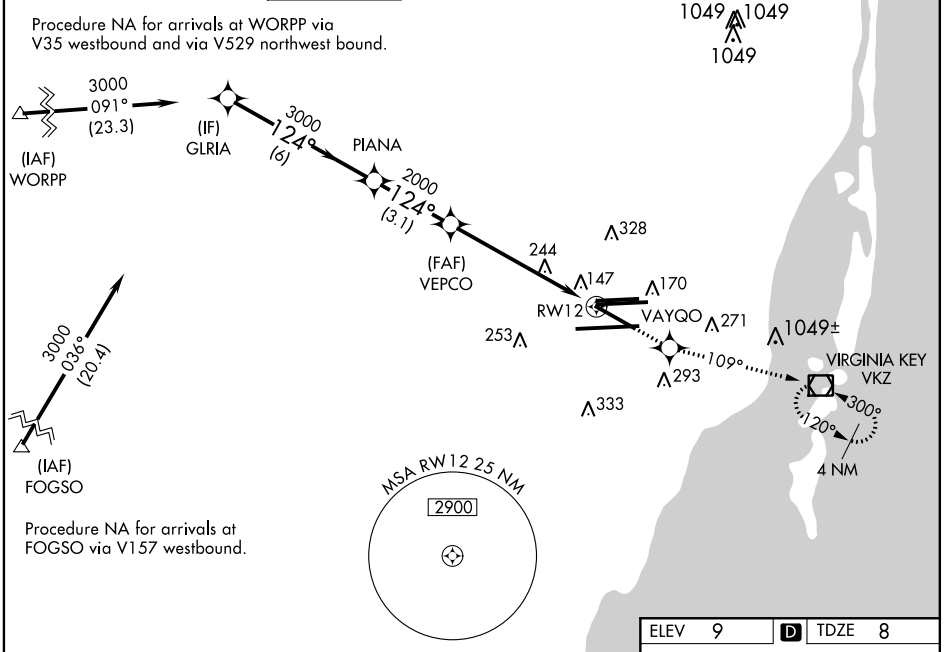 Procedure NA for arrivals at WORPP via
V35 westbound and via V529 northwest bound.
1049
1049
1049
3000
091°
(23.3)
(IAF)
WORPP
(IF)
GLRIA
3000
124°
(6)
PIANA
2000
124°
(3.1)
(FAF)
VEPCO
328
244
147
170
RW12
VAYQO
271
1049±
253
109°
VIRGINIA KEY
VKZ
293
333
300°
120°
4 NM
3000
036°
(20.4)
(IAF)
FOGSO
MSA RW12 25 NM
2900
Procedure NA for arrivals at
FOGSO via V157 westbound.
ELEV 9 D TDZE 8